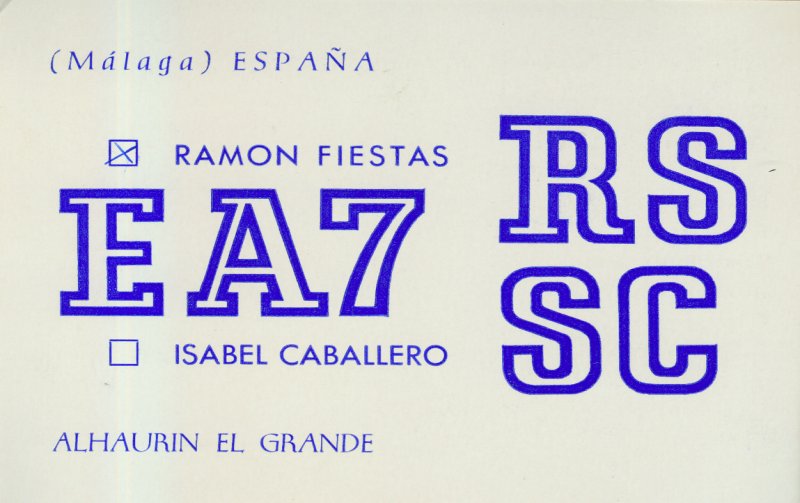 (Málaga) ESPAÑA
RAMON FIESTAS
EA7
RS
SC
ISABEL CABALLERO
ALHAURIN EL GRANDE